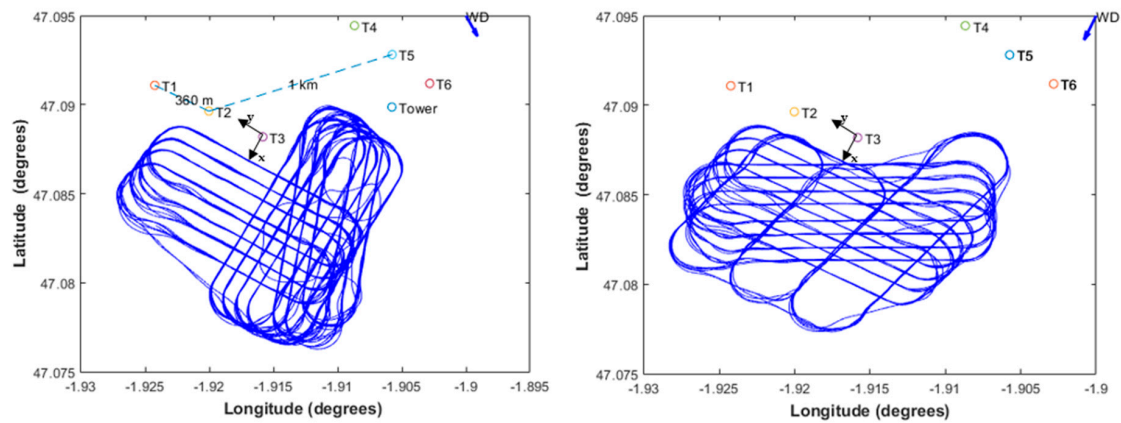 47.095
WD
T4
T5
T1
1 km
T6
360 m
T2
Tower
47.09
y
T3
x
47.085
47.08
47.075
Latitude (degrees)
-1.93 -1.925 -1.92 -1.915 -1.91 -1.905 -1.9 -1.895
Longitude (degrees)
47.095
WD
T4
T5
T1
T6
T2
47.09
y
T3
x
47.085
47.08
47.075
Latitude (degrees)
-1.93 -1.925 -1.92 -1.915 -1.91 -1.905 -1.9
Longitude (degrees)